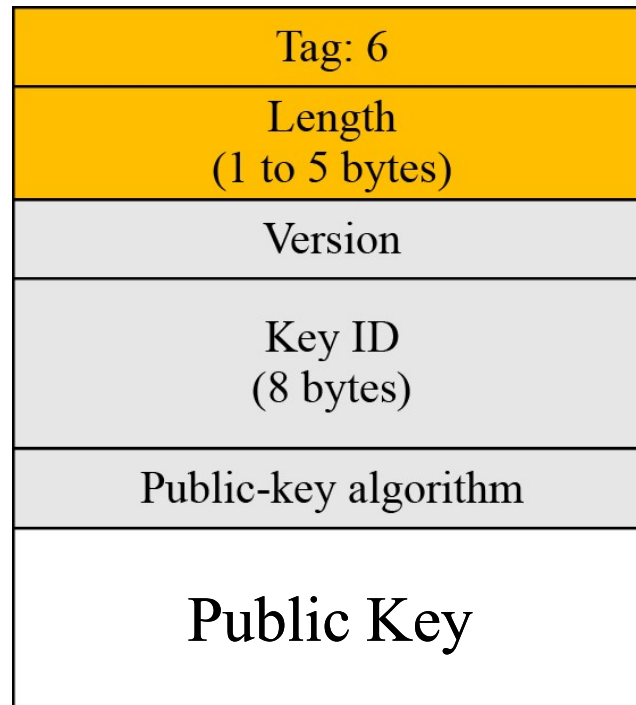 Tag: 6
Length
(1 to 5 bytes)
Version
Key ID
(8 bytes)
Public-key algorithm
Public Key